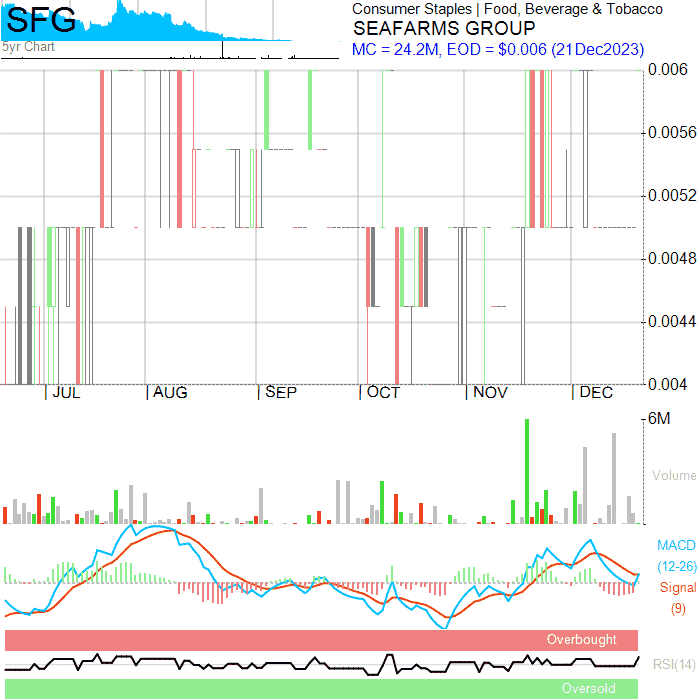 SFG
5yr Chart
Consumer Staples | Food, Beverage & Tobacco
SEAFARMS GROUP
MC = 24.2M, EOD = $0.006 (21Dec2023)
0.006
0.0056
0.0052
0.0048
0.0044
0.004
JUL AUG SEP OCT NOV DEC
6M
Volume
MACD
(12-26)
Signal
(9)
Overbought
RSI(14)
Oversold